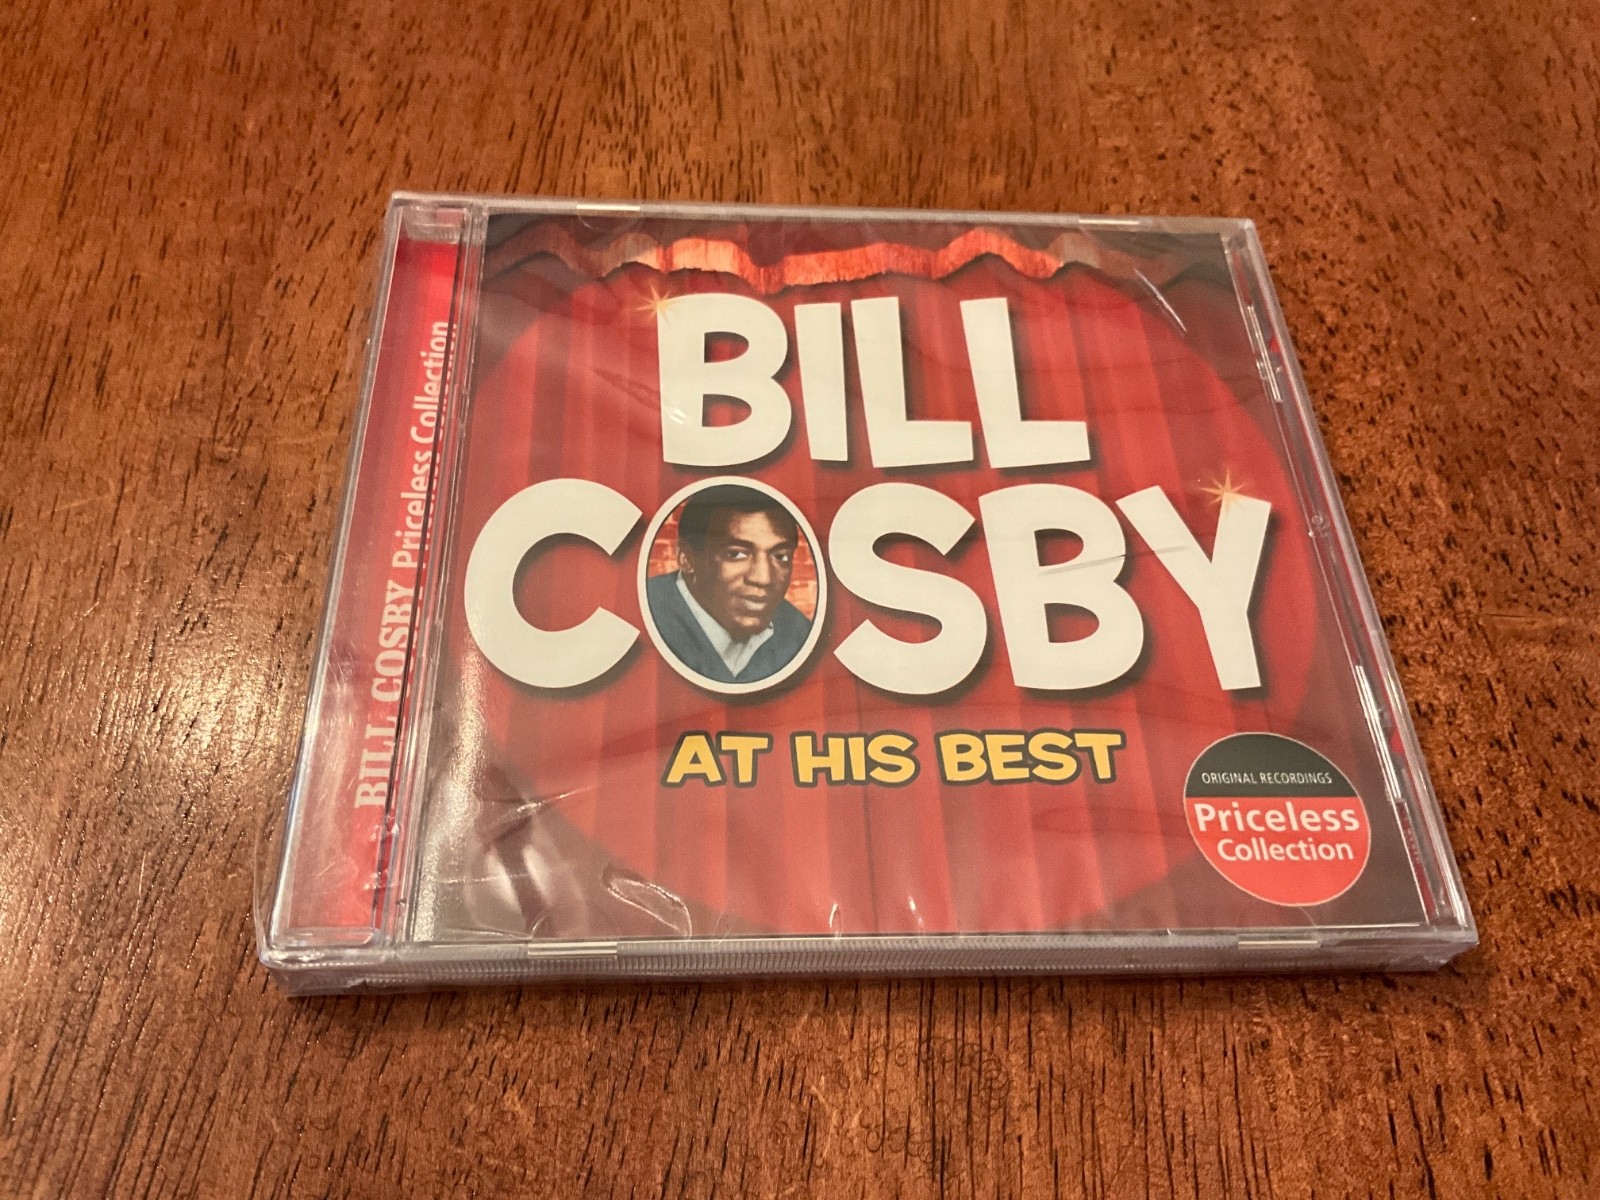 BILL
COSBY
AT HIS BEST
ORIGINAL RECORDINGS
Priceless
Collection
BILL COSBY Priceless Collection